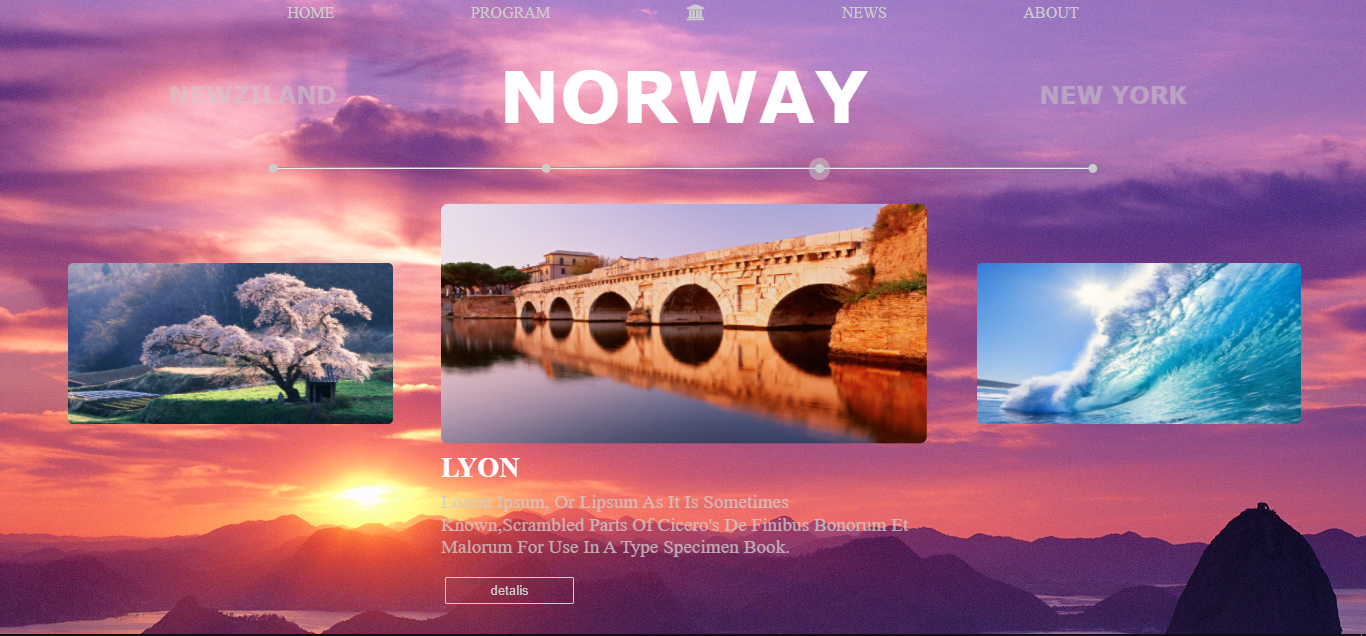 HOME PROGRAM NEWS ABOUT
NEWZILAND NORWAY NEW YORK
LYON
Lorem Ipsum, Or Lipsum As It Is Sometimes
Known,Scrambled Parts Of Cicero's De Finibus Bonorum Et
Malorum For Use In A Type Specimen Book.
detalis